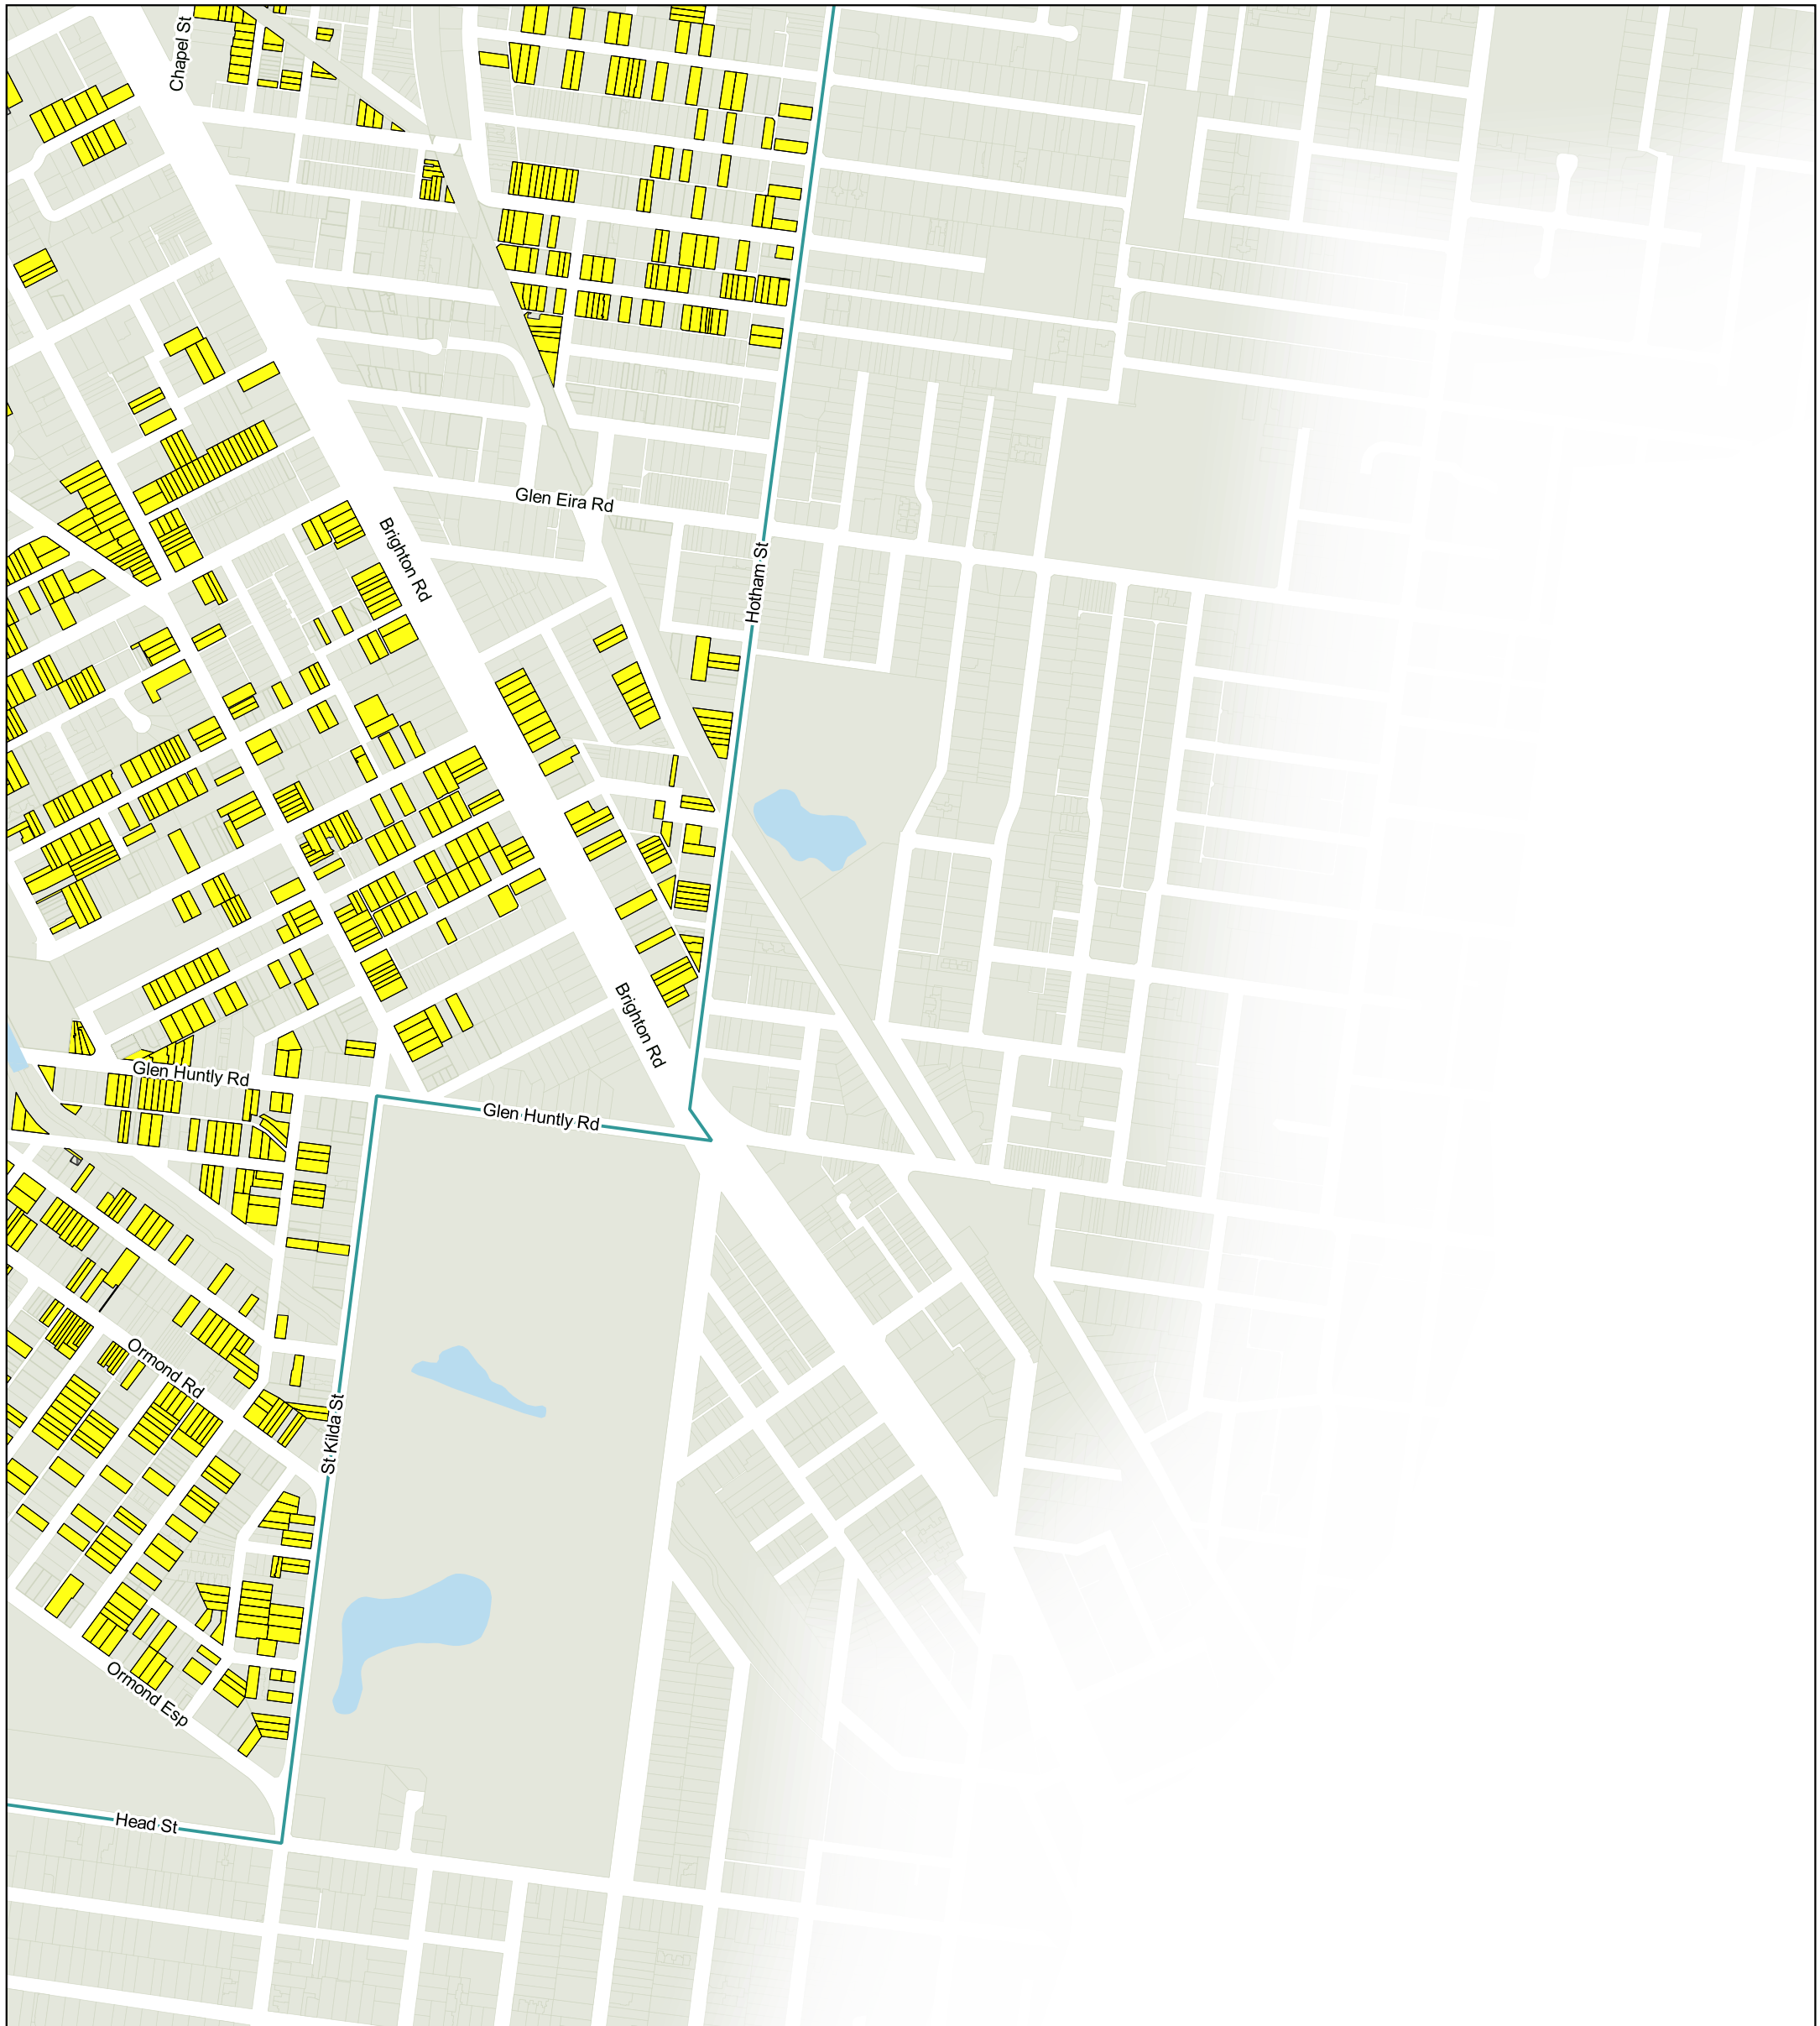 Chapel St
Glen Eira Rd
Brighton Rd
Hotham St
Brighton Rd
Glen Huntly Rd
Glen Huntly Rd
Ormond Rd
St Kilda St
Ormond Esp
Head St